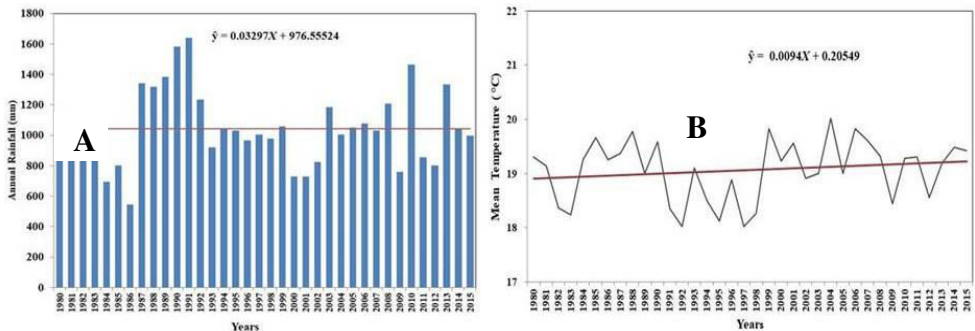 1800
1600
1400
1200
1000
800
600
400
200
0
Annual Rainfall (mm)
ŷ = 0.03297X + 976.55524
A
1980 1981 1982 1983 1984 1985 1986 1987 1988 1989 1990 1991 1992 1993 1994 1995 1996 1997 1998 1999 2000 2001 2002 2003 2004 2005 2006 2007 2008 2009 2010 2011 2012 2013 2014 2015
Years
22
21
20
19
18
17
Mean Temperature ( °C)
ŷ = 0.0094X + 0.20549
B
1980 1981 1982 1983 1984 1985 1986 1987 1988 1989 1990 1991 1992 1993 1994 1995 1996 1997 1998 1999 2000 2001 2002 2003 2004 2005 2006 2007 2008 2009 2010 2011 2012 2013 2014 2015
Years